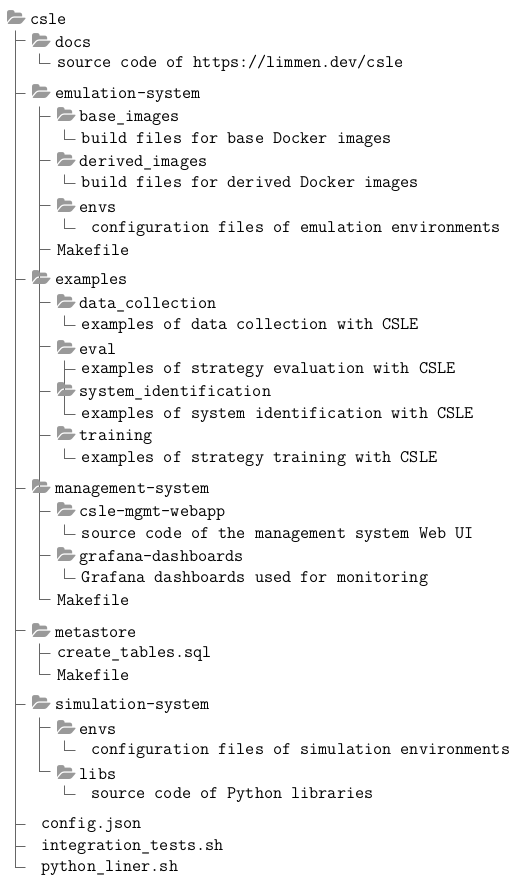 csle
docs
source code of https://limmen.dev/csle
emulation-system
base_images
build files for base Docker images
derived_images
build files for derived Docker images
envs
configuration files of emulation environments
Makefile
examples
data_collection
examples of data collection with CSLE
eval
examples of strategy evaluation with CSLE
system_identification
examples of system identification with CSLE
training
examples of strategy training with CSLE
management-system
csle-mgmt-webapp
source code of the management system Web UI
grafana-dashboards
Grafana dashboards used for monitoring
Makefile
metastore
create_tables.sql
Makefile
simulation-system
envs
configuration files of simulation environments
libs
source code of Python libraries
config.json
integration_tests.sh
python_liner.sh